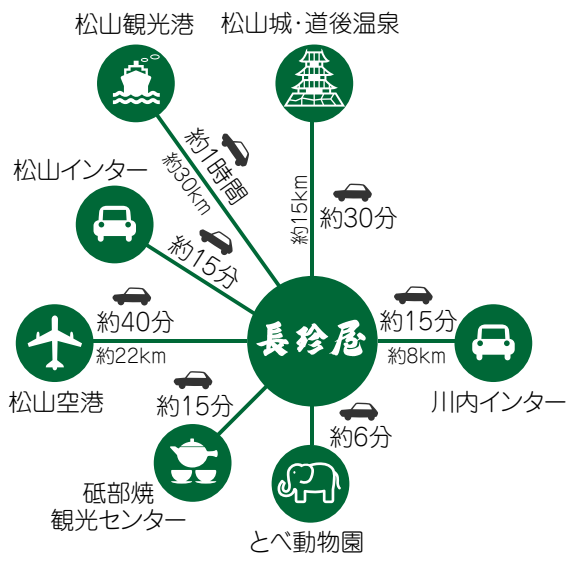 松山観光港
松山城・道後温泉
約1時間
約30km
約15km
約30分
松山インター
約15分
約40分
約22km
松山空港
長珍屋
約15分
約8km
川内インター
約15分
砥部焼
観光センター
約6分
とべ動物園